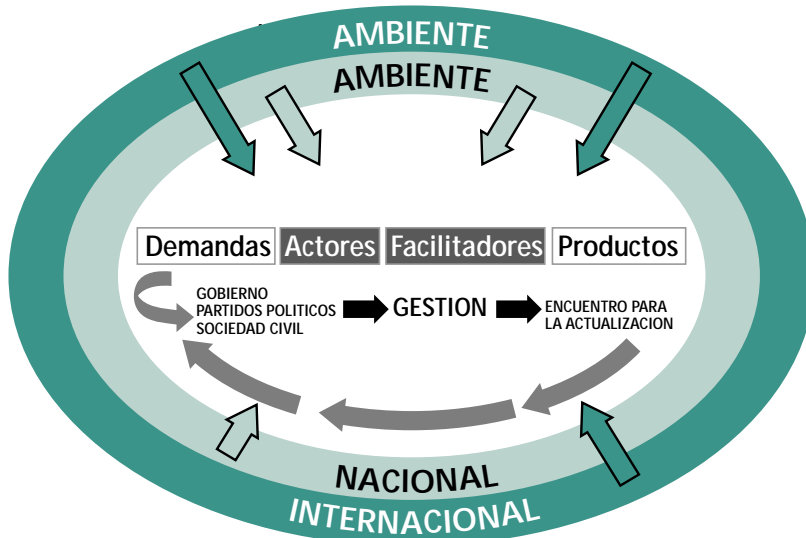 AMBIENTE
AMBIENTE
Demandas Actores Facilitadores Productos
GOBIERNO
PARTIDOS POLITICOS
SOCIEDAD CIVIL
GESTION
ENCUENTRO PARA
LA ACTUALIZACION
NACIONAL
INTERNACIONAL